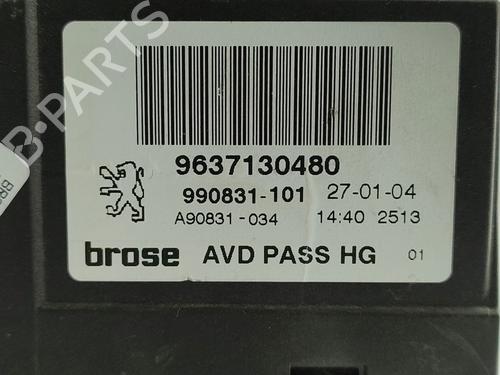 B-PARTS
9637130480
990831-101 27-01-04
A90831-034 14:40 2513
brose AVD PASS HG 01